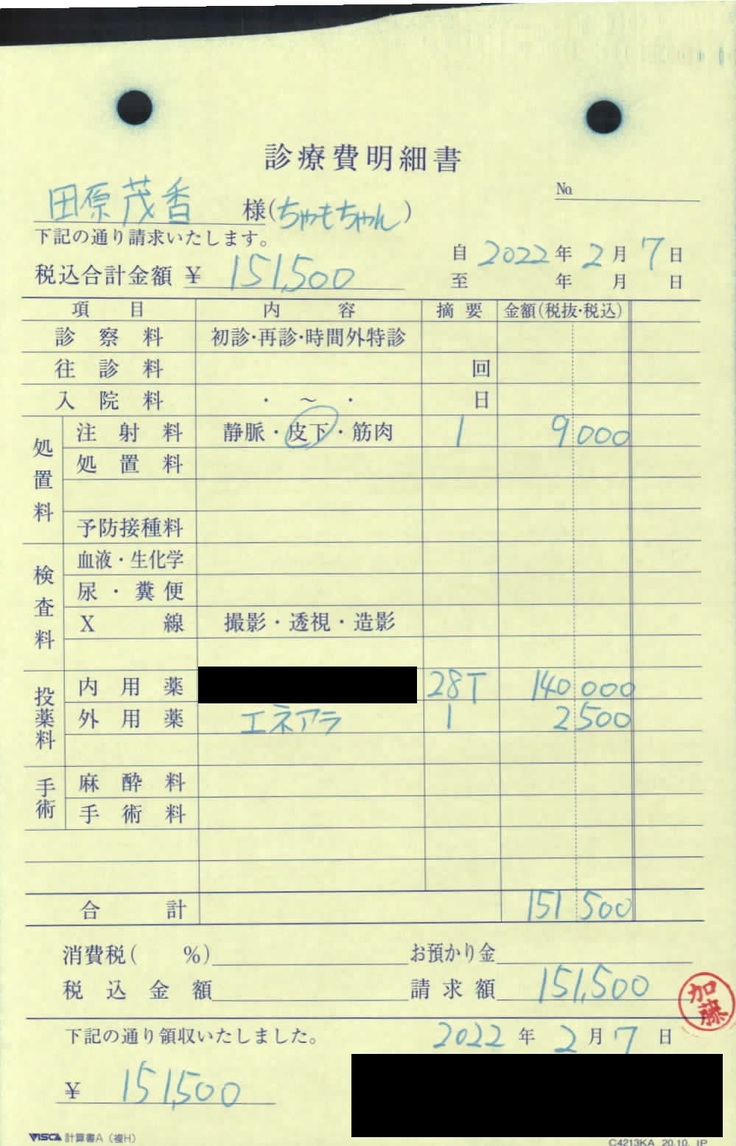 診療費明細書
田原茂香 様(ちゃもちゃん)
№
下記の通り請求いたします。
税込合計金額 ¥ 151,500
自 2022 年 2 月 7 日
至 年 月 日
項目 内容 摘要 金額(税抜・税込)
診察料 初診・再診・時間外特診
往診料 回
入院料 ・ ~ ・ 日
処置料
注射料 静脈・皮下・筋肉 1 9000
処置料
予防接種料
検査料
血液・生化学
尿・糞便
X線 撮影・透視・造影
投薬料
内用薬 28T 140000
外用薬 エネアラ 1 2500
手術
麻酔料
手術料
合計 151500
消費税( %) お預かり金
税込金額 請求額 151,500
加藤
下記の通り領収いたしました。 2022 年 2 月 7 日
¥ 151,500
VISCA 計算書A(複H)
C4213KA 20.10. IP